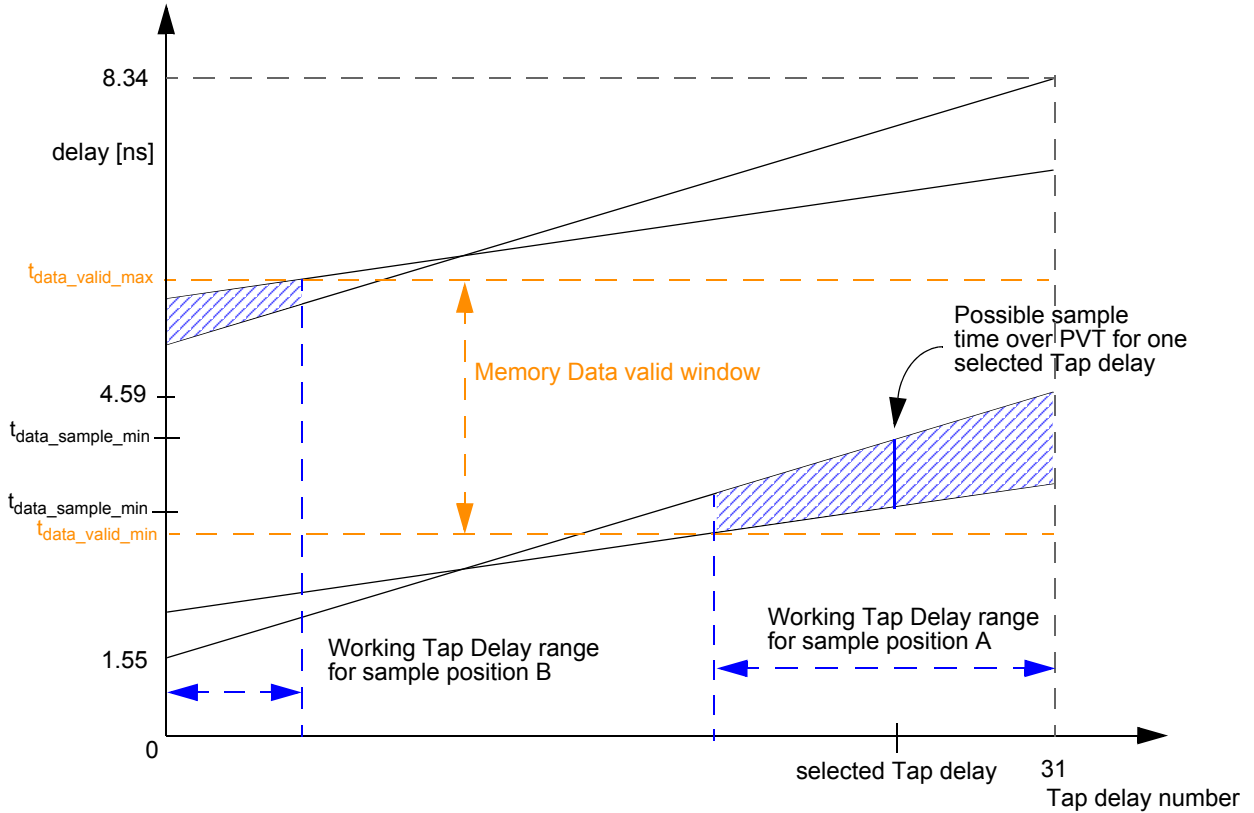 8.34
delay [ns]
tdata_valid_max
Possible sample
time over PVT for one
selected Tap delay
Memory Data valid window
4.59
tdata_sample_min
tdata_sample_min
tdata_valid_min
Working Tap Delay range
for sample position A
Working Tap Delay range
for sample position B
1.55
0
selected Tap delay
31
Tap delay number